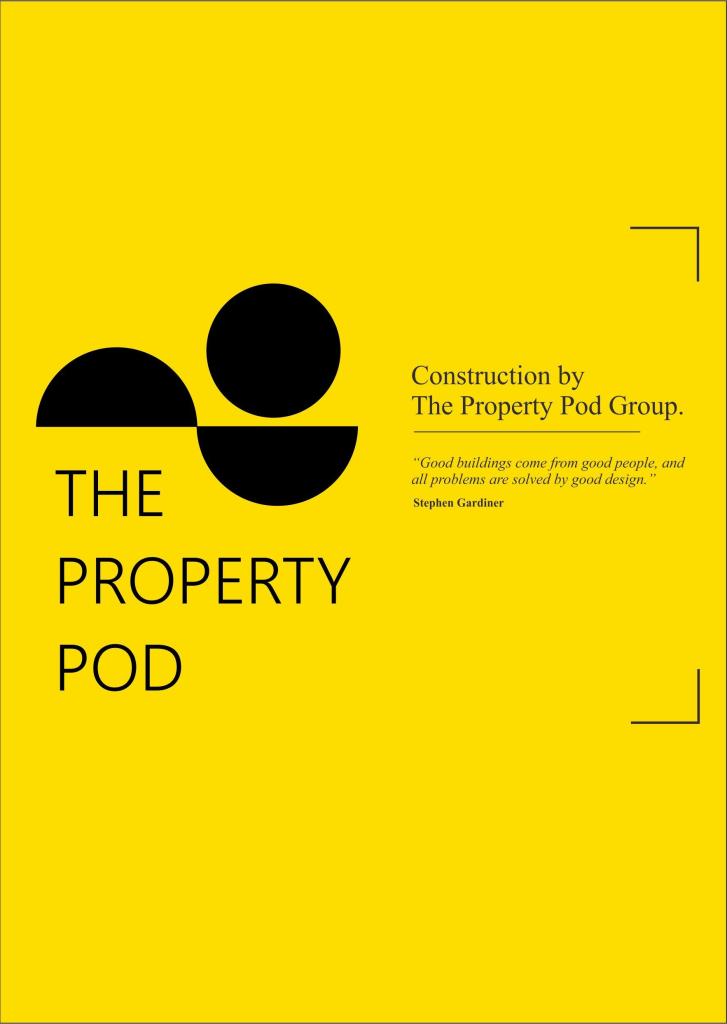 THE
PROPERTY
POD
Construction by
The Property Pod Group.
“Good buildings come from good people, and
all problems are solved by good design.”
Stephen Gardiner